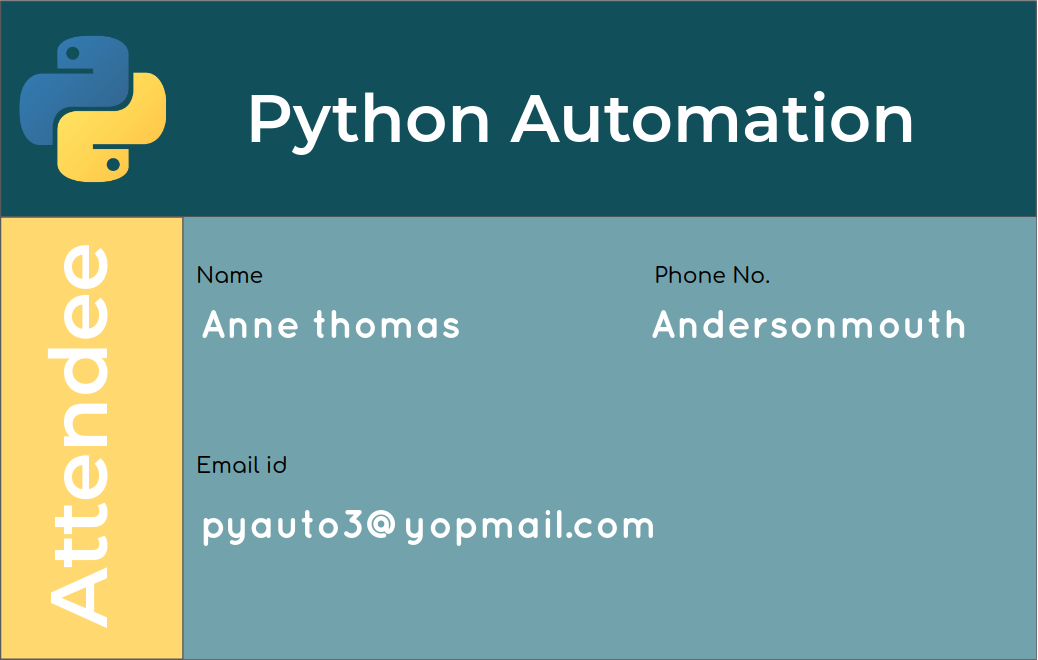 Python Automation
Attendee
Name
Phone No.
Anne thomas
Andersonmouth
Email id
pyauto3@yopmail.com